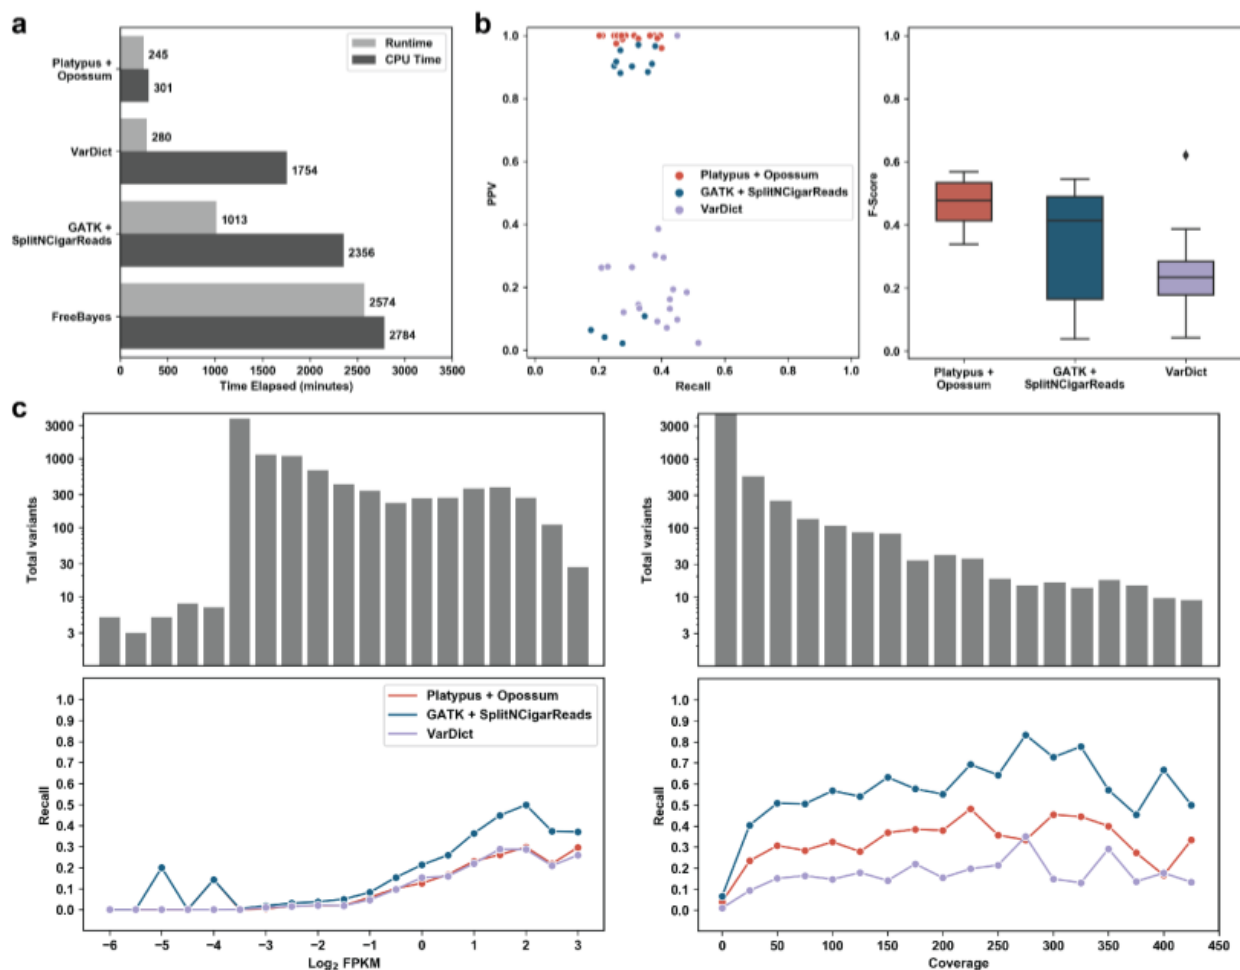 a
Platypus +
Opossum
VarDict
GATK +
SplitNCigarReads
FreeBayes
245
301
280
1754
1013
2356
2574
2784
Runtime
CPU Time
0 500 1000 1500 2000 2500 3000 3500
Time Elapsed (minutes)
b
1.0
0.8
0.6
0.4
0.2
0.0
PPV
Platypus + Opossum
GATK + SplitNCigarReads
VarDict
0.0 0.2 0.4 0.6 0.8 1.0
Recall
1.0
0.8
0.6
0.4
0.2
0.0
F-Score
Platypus +
Opossum
GATK +
SplitNCigarReads
VarDict
c
3000
1000
300
100
30
10
3
Total variants
3000
1000
300
100
30
10
3
Total variants
1.0
0.9
0.8
0.7
0.6
0.5
0.4
0.3
0.2
0.1
0.0
Recall
Platypus + Opossum
GATK + SplitNCigarReads
VarDict
−6 −5 −4 −3 −2 −1 0 1 2 3
Log₂ FPKM
1.0
0.9
0.8
0.7
0.6
0.5
0.4
0.3
0.2
0.1
0.0
Recall
0 50 100 150 200 250 300 350 400 450
Coverage